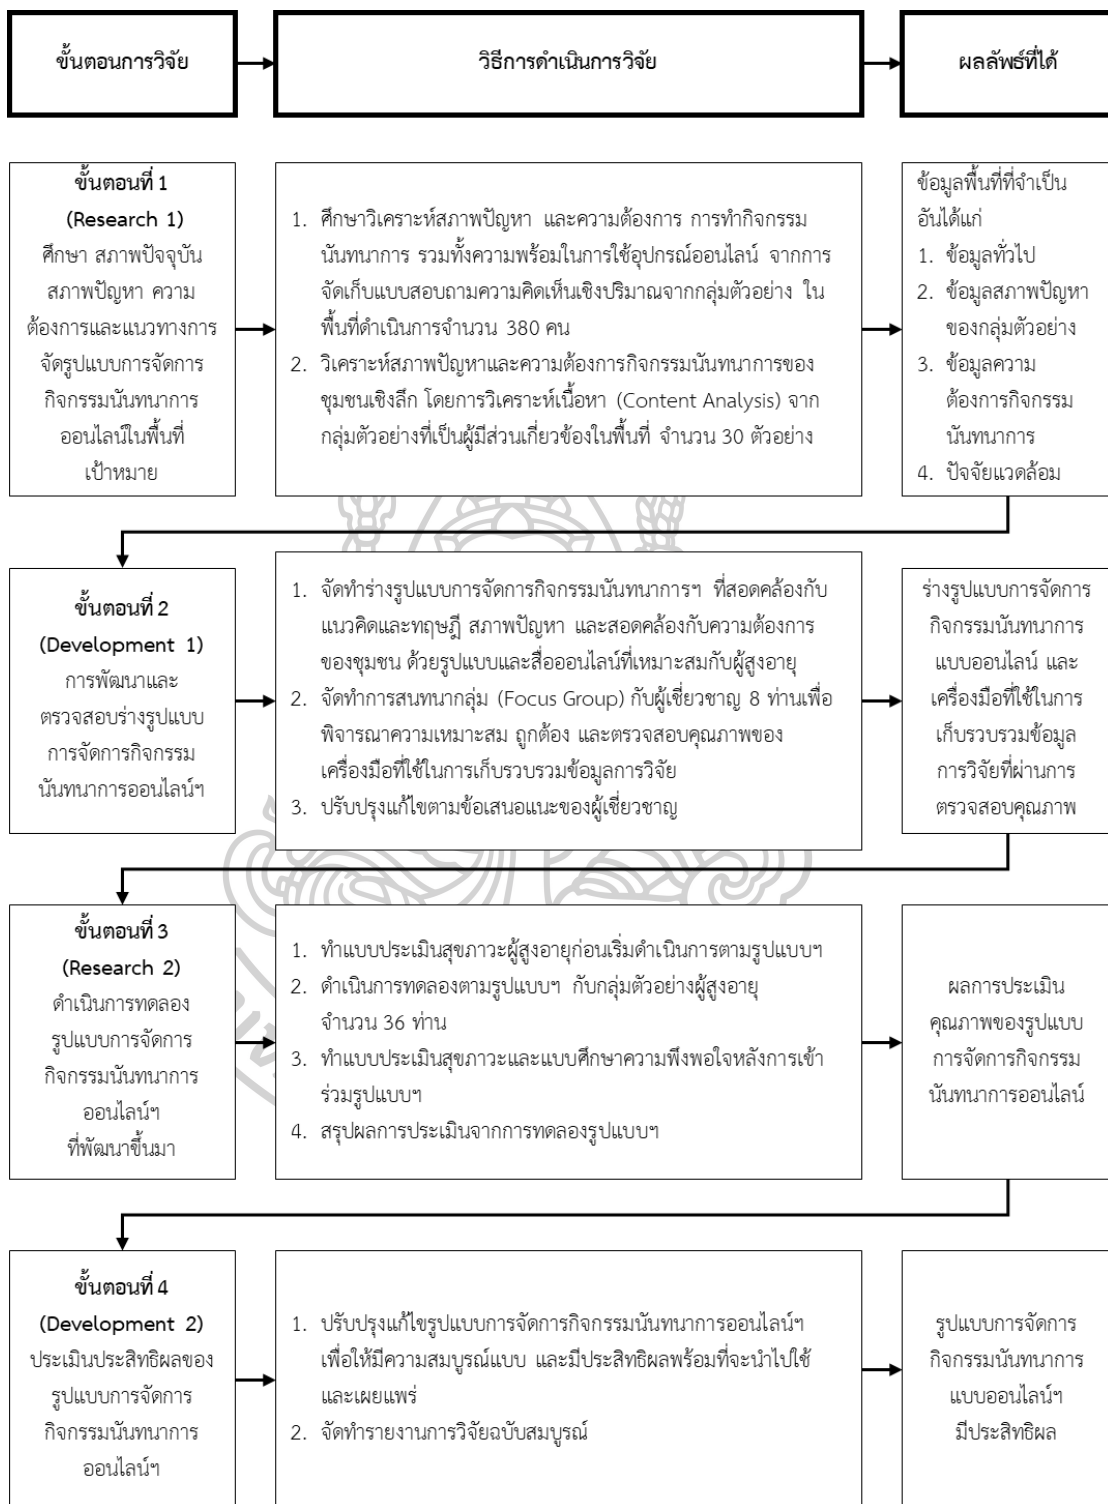 ขั้นตอนการวิจัย
วิธีการดำเนินการวิจัย
ผลลัพธ์ที่ได้
ขั้นตอนที่ 1
(Research 1)
ศึกษา สภาพปัจจุบัน
สภาพปัญหา ความ
ต้องการและแนวทางการ
จัดรูปแบบการจัดการ
กิจกรรมนันทนาการ
ออนไลน์ในพื้นที่
เป้าหมาย
1. ศึกษาวิเคราะห์สภาพปัญหา และความต้องการ การทำกิจกรรม
นันทนาการ รวมทั้งความพร้อมในการใช้อุปกรณ์ออนไลน์ จากการ
จัดเก็บแบบสอบถามความคิดเห็นเชิงปริมาณจากกลุ่มตัวอย่าง ใน
พื้นที่ดำเนินการจำนวน 380 คน
2. วิเคราะห์สภาพปัญหาและความต้องการกิจกรรมนันทนาการของ
ชุมชนเชิงลึก โดยการวิเคราะห์เนื้อหา (Content Analysis) จาก
กลุ่มตัวอย่างที่เป็นผู้มีส่วนเกี่ยวข้องในพื้นที่ จำนวน 30 ตัวอย่าง
ข้อมูลพื้นที่ที่จำเป็น
อันได้แก่
1. ข้อมูลทั่วไป
2. ข้อมูลสภาพปัญหา
ของกลุ่มตัวอย่าง
3. ข้อมูลความ
ต้องการกิจกรรม
นันทนาการ
4. ปัจจัยแวดล้อม
ขั้นตอนที่ 2
(Development 1)
การพัฒนาและ
ตรวจสอบร่างรูปแบบ
การจัดการกิจกรรม
นันทนาการออนไลน์ฯ
1. จัดทำร่างรูปแบบการจัดการกิจกรรมนันทนาการฯ ที่สอดคล้องกับ
แนวคิดและทฤษฎี สภาพปัญหา และสอดคล้องกับความต้องการ
ของชุมชน ด้วยรูปแบบและสื่อออนไลน์ที่เหมาะสมกับผู้สูงอายุ
2. จัดทำการสนทนากลุ่ม (Focus Group) กับผู้เชี่ยวชาญ 8 ท่านเพื่อ
พิจารณาความเหมาะสม ถูกต้อง และตรวจสอบคุณภาพของ
เครื่องมือที่ใช้ในการเก็บรวบรวมข้อมูลการวิจัย
3. ปรับปรุงแก้ไขตามข้อเสนอแนะของผู้เชี่ยวชาญ
ร่างรูปแบบการจัดการ
กิจกรรมนันทนาการ
แบบออนไลน์ และ
เครื่องมือที่ใช้ในการ
เก็บรวบรวมข้อมูล
การวิจัยที่ผ่านการ
ตรวจสอบคุณภาพ
ขั้นตอนที่ 3
(Research 2)
ดำเนินการทดลอง
รูปแบบการจัดการ
กิจกรรมนันทนาการ
ออนไลน์ฯ
ที่พัฒนาขึ้นมา
1. ทำแบบประเมินสุขภาวะผู้สูงอายุก่อนเริ่มดำเนินการตามรูปแบบฯ
2. ดำเนินการทดลองตามรูปแบบฯ กับกลุ่มตัวอย่างผู้สูงอายุ
จำนวน 36 ท่าน
3. ทำแบบประเมินสุขภาวะและแบบศึกษาความพึงพอใจหลังการเข้า
ร่วมรูปแบบฯ
4. สรุปผลการประเมินจากการทดลองรูปแบบฯ
ผลการประเมิน
คุณภาพของรูปแบบ
การจัดการกิจกรรม
นันทนาการออนไลน์
ขั้นตอนที่ 4
(Development 2)
ประเมินประสิทธิผลของ
รูปแบบการจัดการ
กิจกรรมนันทนาการ
ออนไลน์ฯ
1. ปรับปรุงแก้ไขรูปแบบการจัดการกิจกรรมนันทนาการออนไลน์ฯ
เพื่อให้มีความสมบูรณ์แบบ และมีประสิทธิผลพร้อมที่จะนำไปใช้
และเผยแพร่
2. จัดทำรายงานการวิจัยฉบับสมบูรณ์
รูปแบบการจัดการ
กิจกรรมนันทนาการ
แบบออนไลน์ฯ
มีประสิทธิผล